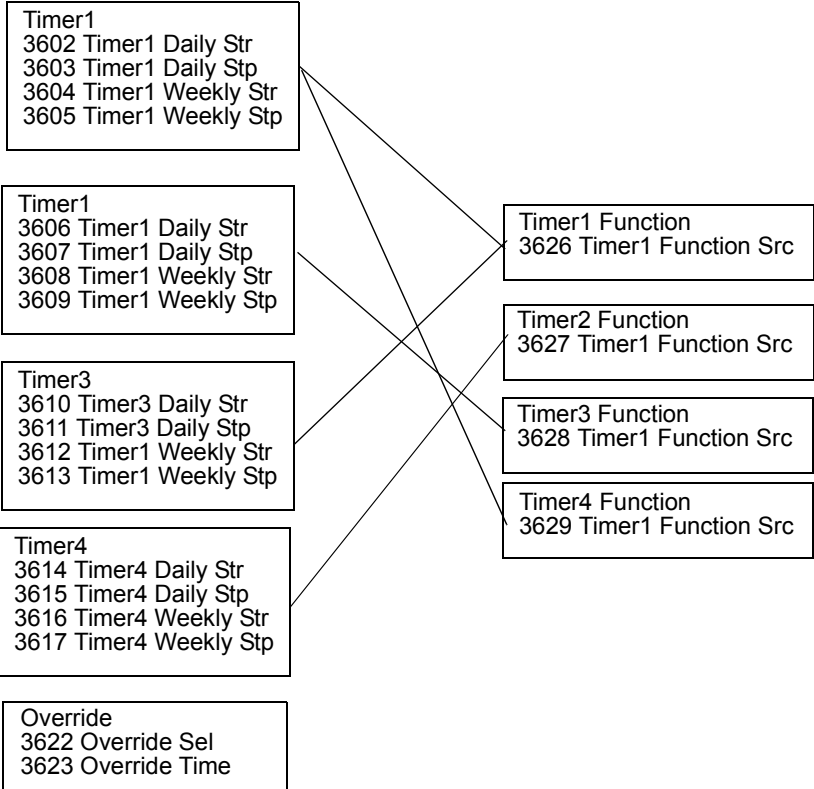 Timer1
3602 Timer1 Daily Str
3603 Timer1 Daily Stp
3604 Timer1 Weekly Str
3605 Timer1 Weekly Stp
Timer1
3606 Timer1 Daily Str
3607 Timer1 Daily Stp
3608 Timer1 Weekly Str
3609 Timer1 Weekly Stp
Timer3
3610 Timer3 Daily Str
3611 Timer3 Daily Stp
3612 Timer1 Weekly Str
3613 Timer1 Weekly Stp
Timer4
3614 Timer4 Daily Str
3615 Timer4 Daily Stp
3616 Timer4 Weekly Str
3617 Timer4 Weekly Stp
Override
3622 Override Sel
3623 Override Time
Timer1 Function
3626 Timer1 Function Src
Timer2 Function
3627 Timer1 Function Src
Timer3 Function
3628 Timer1 Function Src
Timer4 Function
3629 Timer1 Function Src